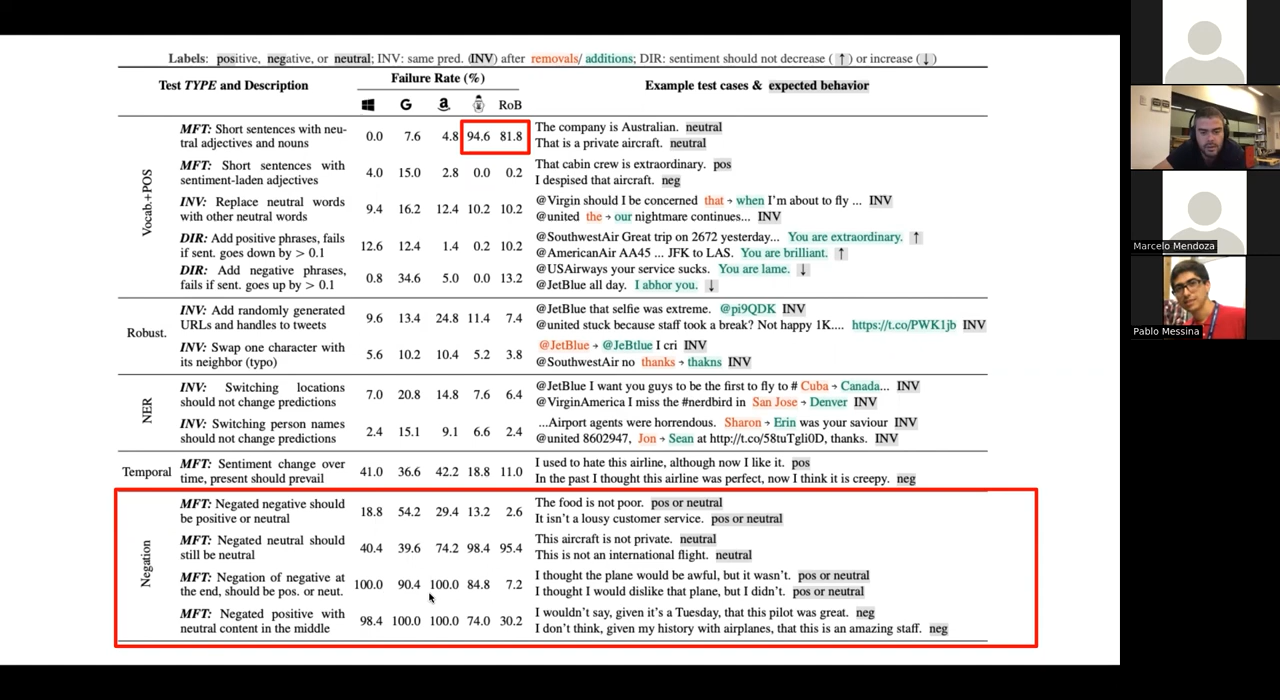 Labels: positive, negative, or neutral; INV: same pred. (INV) after removals/ additions; DIR: sentiment should not decrease ( ↑ ) or increase ( ↓ )
Test TYPE and Description Failure Rate (%) Example test cases & expected behavior
G a RoB
Vocab.+POS
MFT: Short sentences with neu- The company is Australian. neutral
tral adjectives and nouns 0.0 7.6 4.8 94.6 81.8 That is a private aircraft. neutral
MFT: Short sentences with That cabin crew is extraordinary. pos
sentiment-laden adjectives 4.0 15.0 2.8 0.0 0.2 I despised that aircraft. neg
INV: Replace neutral words @Virgin should I be concerned that → when I'm about to fly ... INV
with other neutral words 9.4 16.2 12.4 10.2 10.2 @united the → our nightmare continues... INV
DIR: Add positive phrases, fails @SouthwestAir Great trip on 2672 yesterday... You are extraordinary. ↑
if sent. goes down by > 0.1 12.6 12.4 1.4 0.2 10.2 @AmericanAir AA45 ... JFK to LAS. You are brilliant. ↑
DIR: Add negative phrases, @USAirways your service sucks. You are lame. ↓
fails if sent. goes up by > 0.1 0.8 34.6 5.0 0.0 13.2 @JetBlue all day. I abhor you. ↓
Robust.
INV: Add randomly generated @JetBlue that selfie was extreme. @pi9QDK INV
URLs and handles to tweets 9.6 13.4 24.8 11.4 7.4 @united stuck because staff took a break? Not happy 1K.... https://t.co/PWK1jb INV
INV: Swap one character with @JetBlue → @JeBtlue I cri INV
its neighbor (typo) 5.6 10.2 10.4 5.2 3.8 @SouthwestAir no thanks → thakns INV
NER
INV: Switching locations @JetBlue I want you guys to be the first to fly to # Cuba → Canada... INV
should not change predictions 7.0 20.8 14.8 7.6 6.4 @VirginAmerica I miss the #nerdbird in San Jose → Denver INV
INV: Switching person names ...Airport agents were horrendous. Sharon → Erin was your saviour INV
should not change predictions 2.4 15.1 9.1 6.6 2.4 @united 8602947, Jon → Sean at http://t.co/58tuTgli0D, thanks. INV
Temporal
MFT: Sentiment change over I used to hate this airline, although now I like it. pos
time, present should prevail 41.0 36.6 42.2 18.8 11.0 In the past I thought this airline was perfect, now I think it is creepy. neg
Negation
MFT: Negated negative should The food is not poor. pos or neutral
be positive or neutral 18.8 54.2 29.4 13.2 2.6 It isn't a lousy customer service. pos or neutral
MFT: Negated neutral should This aircraft is not private. neutral
still be neutral 40.4 39.6 74.2 98.4 95.4 This is not an international flight. neutral
MFT: Negation of negative at I thought the plane would be awful, but it wasn't. pos or neutral
the end, should be pos. or neut. 100.0 90.4 100.0 84.8 7.2 I thought I would dislike that plane, but I didn't. pos or neutral
MFT: Negated positive with I wouldn't say, given it's a Tuesday, that this pilot was great. neg
neutral content in the middle 98.4 100.0 100.0 74.0 30.2 I don't think, given my history with airplanes, that this is an amazing staff. neg
Marcelo Mendoza
Pablo Messina